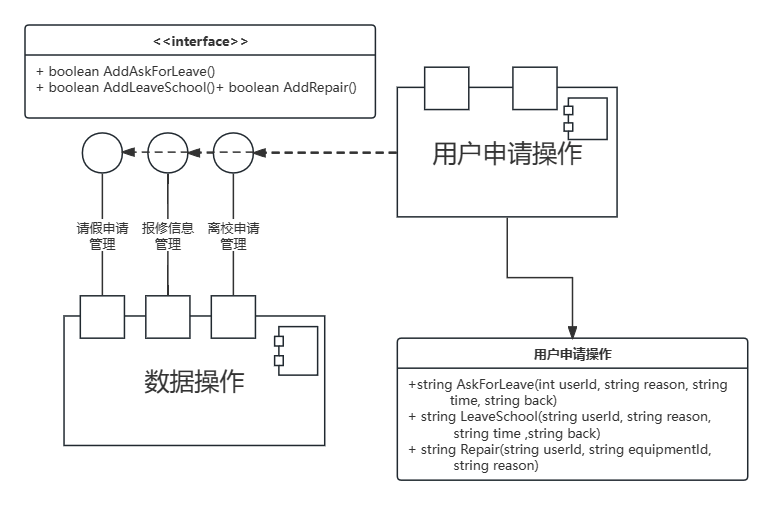 <<interface>>
+ boolean AddAskForLeave()
+ boolean AddLeaveSchool()+ boolean AddRepair()
用户申请操作
请假申请
管理
报修信息
管理
离校申请
管理
数据操作
用户申请操作
+string AskForLeave(int userId, string reason, string
time, string back)
+ string LeaveSchool(string userId, string reason,
string time ,string back)
+ string Repair(string userId, string equipmentId,
string reason)